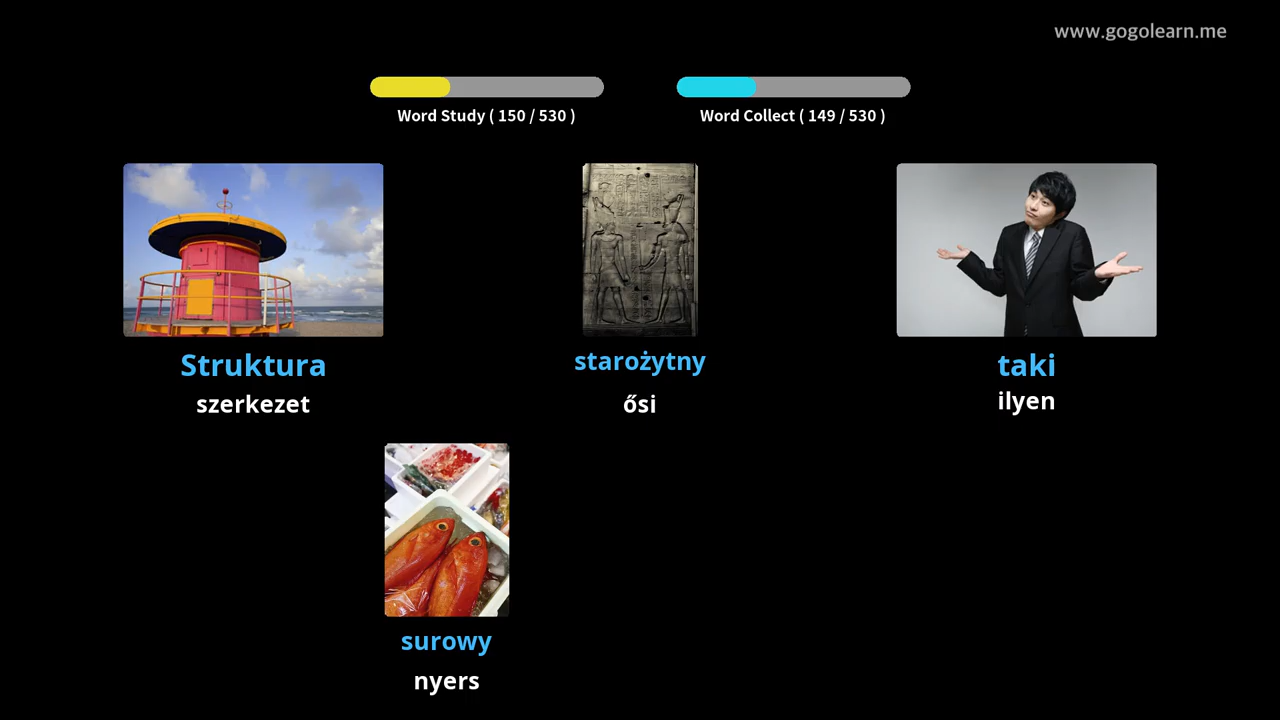 www.gogolearn.me
Word Study ( 150 / 530 )
Word Collect ( 149 / 530 )
Struktura
szerkezet
starożytny
ősi
taki
ilyen
surowy
nyers